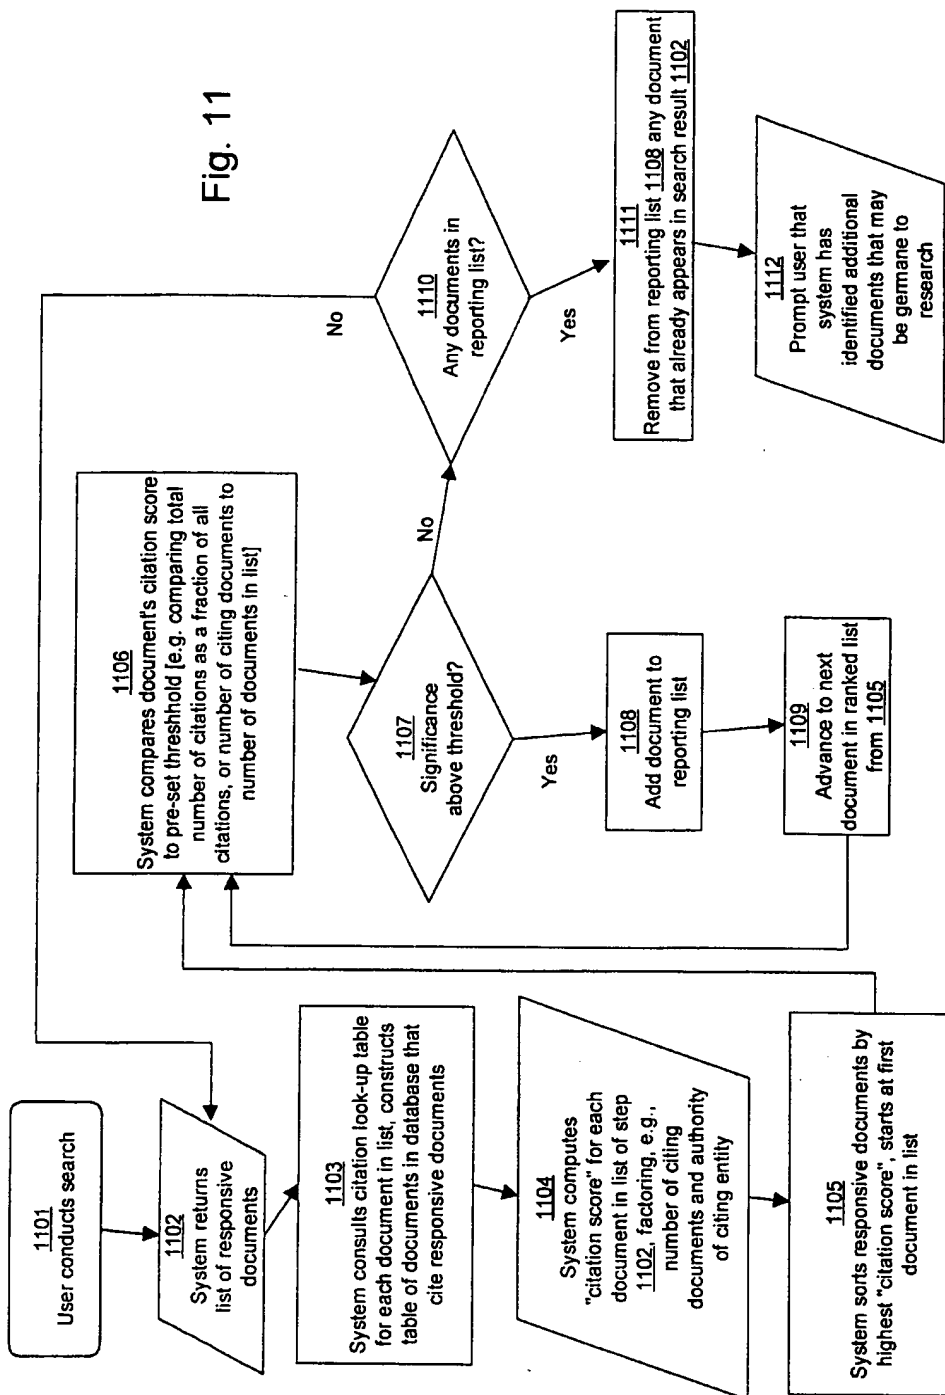 Fig. 11
1101
User conducts search
1102
System returns
list of responsive
documents
1103
System consults citation look-up table
for each document in list, constructs
table of documents in database that
cite responsive documents
1104
System computes
"citation score" for each
document in list of step
1102, factoring, e.g.,
number of citing
documents and authority
of citing entity
1105
System sorts responsive documents by
highest "citation score", starts at first
document in list
1106
System compares document's citation score
to pre-set threshhold [e.g. comparing total
number of citations as a fraction of all
citations, or number of citing documents to
number of documents in list]
1107
Significance
above threshold?
Yes
No
1108
Add document to
reporting list
1109
Advance to next
document in ranked list
from 1105
1110
Any documents in
reporting list?
No
Yes
1111
Remove from reporting list 1108 any document
that already appears in search result 1102
1112
Prompt user that
system has
identified additional
documents that may
be germane to
research